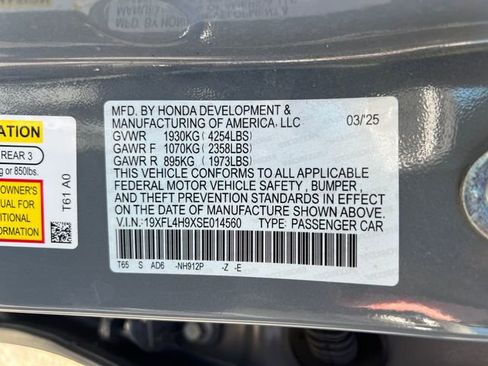 MFD. BY HONDA DEVELOPMENT &
MANUFACTURING OF AMERICA, LLC 03/25
GVWR 1930KG (4254LBS)
GAWR F 1070KG (2358LBS)
GAWR R 895KG (1973LBS)
THIS VEHICLE CONFORMS TO ALL APPLICABLE
FEDERAL MOTOR VEHICLE SAFETY, BUMPER,
AND THEFT PREVENTION STANDARDS IN EFFECT
ON THE DATE OF MANUFACTURE SHOWN ABOVE.
V.I.N.: 19XFL4H9XSE014560 TYPE: PASSENGER CAR
T65 S AD6 -NH912P -Z -E
ATION
REAR 3
g or 850lbs.
OWNER'S
UAL FOR
ITIONAL
RMATION
T61 A0